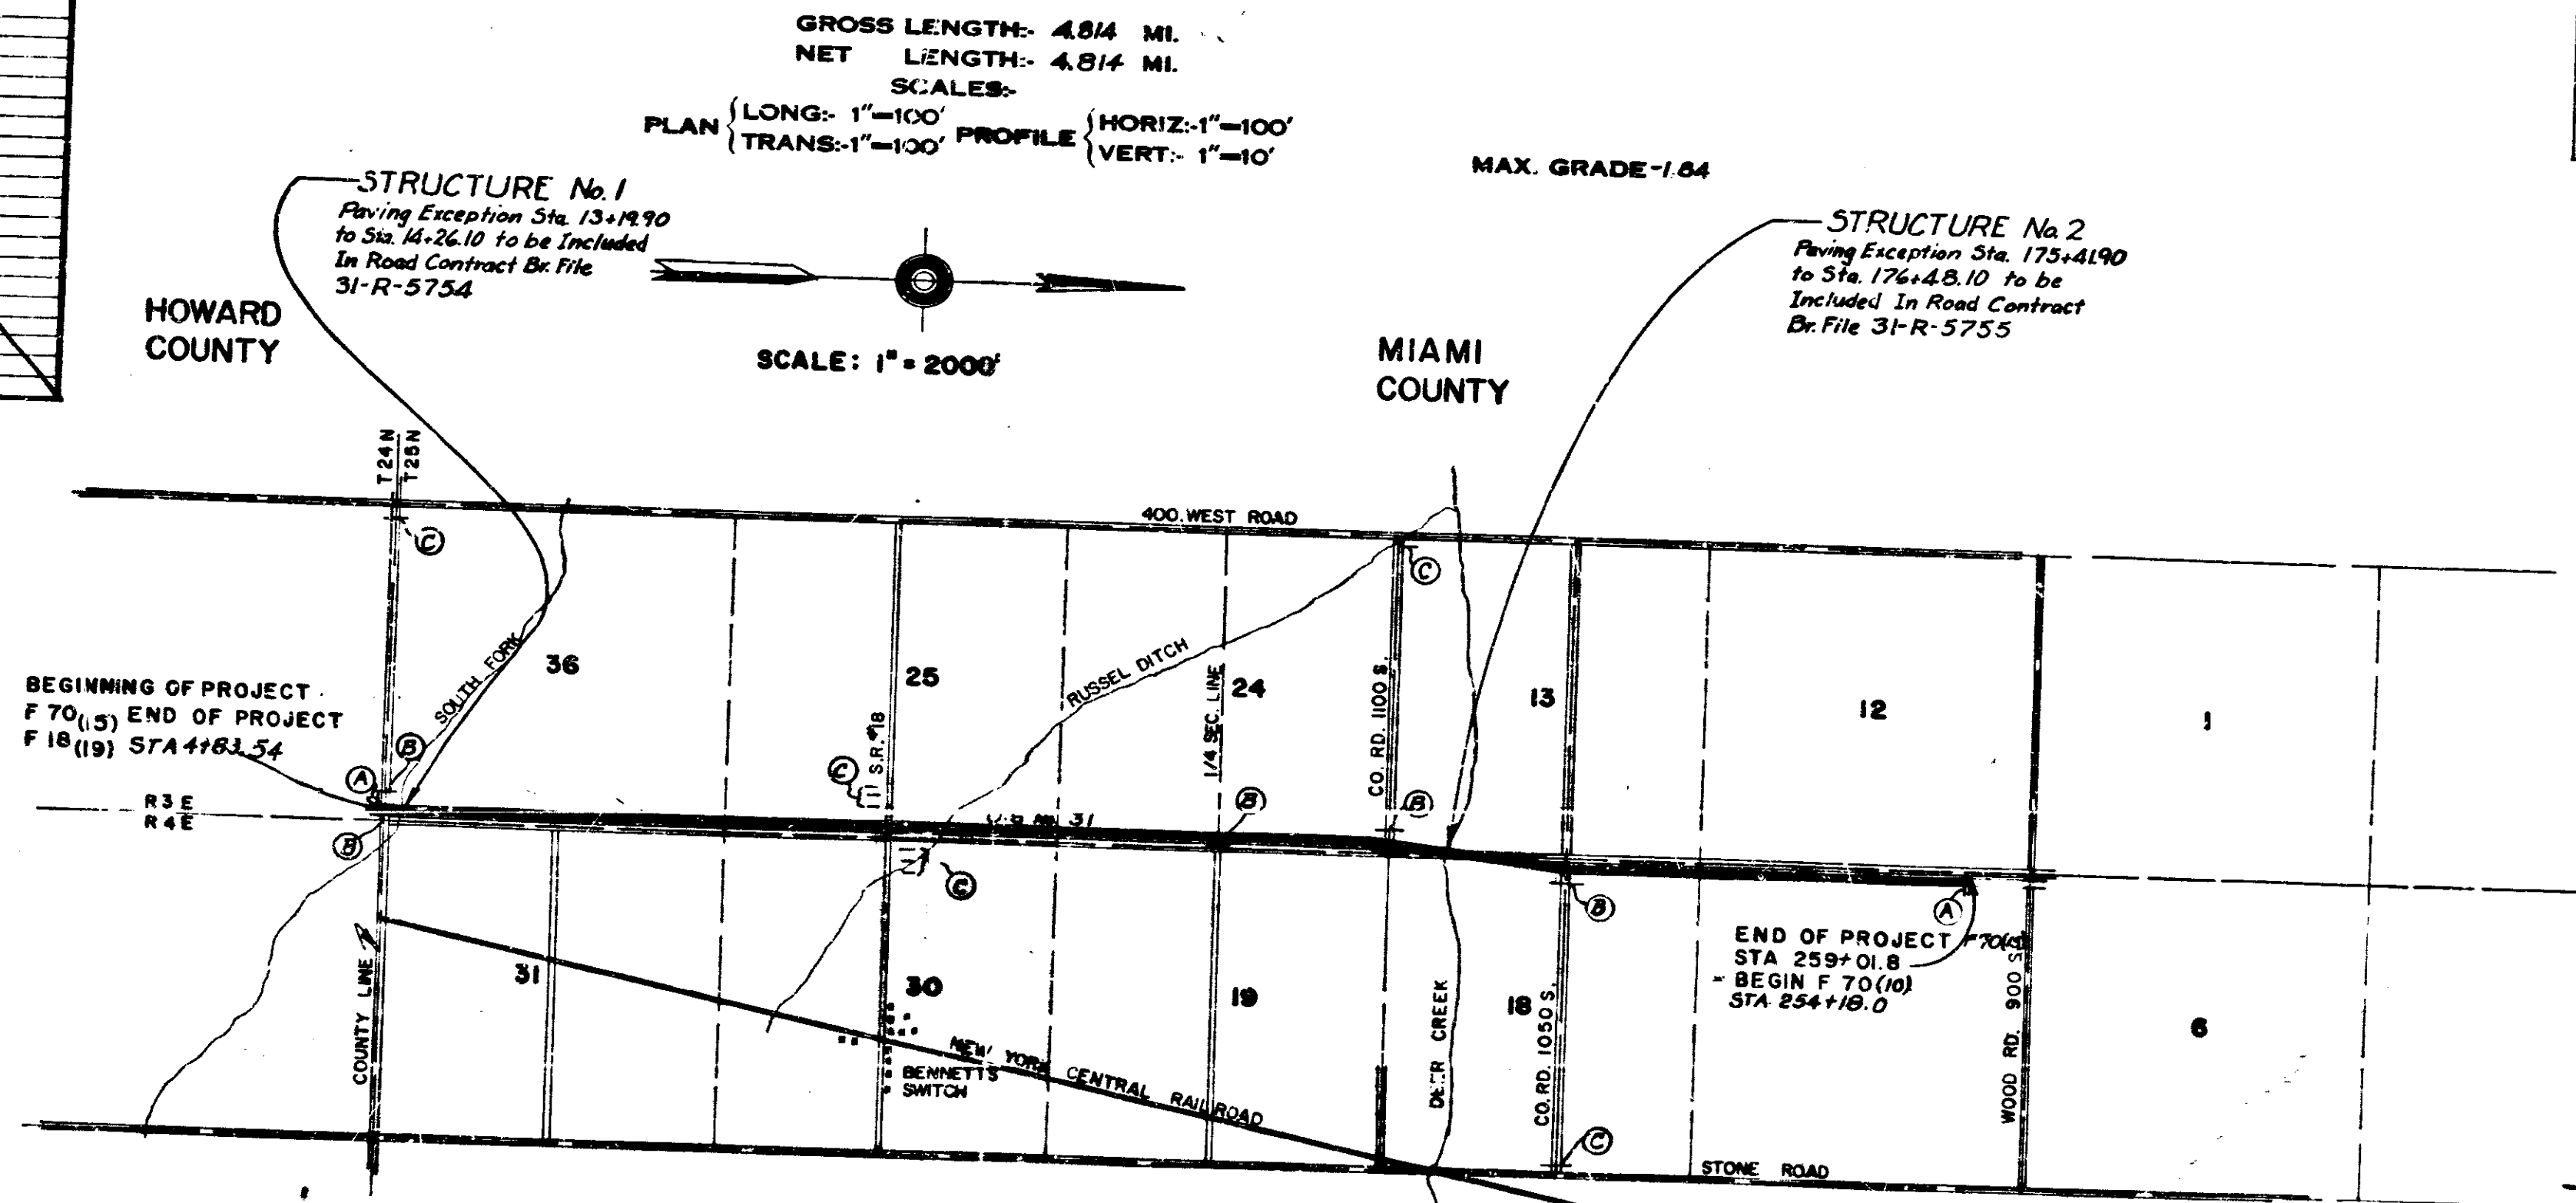 GROSS LENGTH:- 4.814 MI.
NET LENGTH:- 4.814 MI.
SCALES:-
PLAN { LONG:- 1"=100' TRANS:-1"=100'
PROFILE { HORIZ:-1"=100' VERT:- 1"=10'
MAX. GRADE-1.84
STRUCTURE No. 1
Paving Exception Sta. 13+19.90
to Sta. 14+26.10 to be Included
In Road Contract Br. File
31-R-5754
STRUCTURE No. 2
Paving Exception Sta. 175+41.90
to Sta. 176+48.10 to be
Included In Road Contract
Br. File 31-R-5755
HOWARD
COUNTY
SCALE: 1" = 2000'
MIAMI
COUNTY
T24N
T25N
400 WEST ROAD
C
C
SOUTH FORK
36
25
RUSSEL DITCH
1/4 SEC. LINE
24
CO. RD. 1100 S.
13
12
1
BEGINNING OF PROJECT
F 70(15) END OF PROJECT
F 18(19) STA 4+83.54
A
B
C
S.R. #18
B
B
R 3 E
R 4 E
U.S. No. 31
B
C
B
A
END OF PROJECT F 70(15)
STA 259+01.8
= BEGIN F 70(10)
STA 254+18.0
COUNTY LINE
31
30
19
DEER CREEK
18
CO. RD. 1050 S.
WOOD RD. 900 S.
6
BENNETTS
SWITCH
NEW YORK CENTRAL RAILROAD
C
STONE ROAD